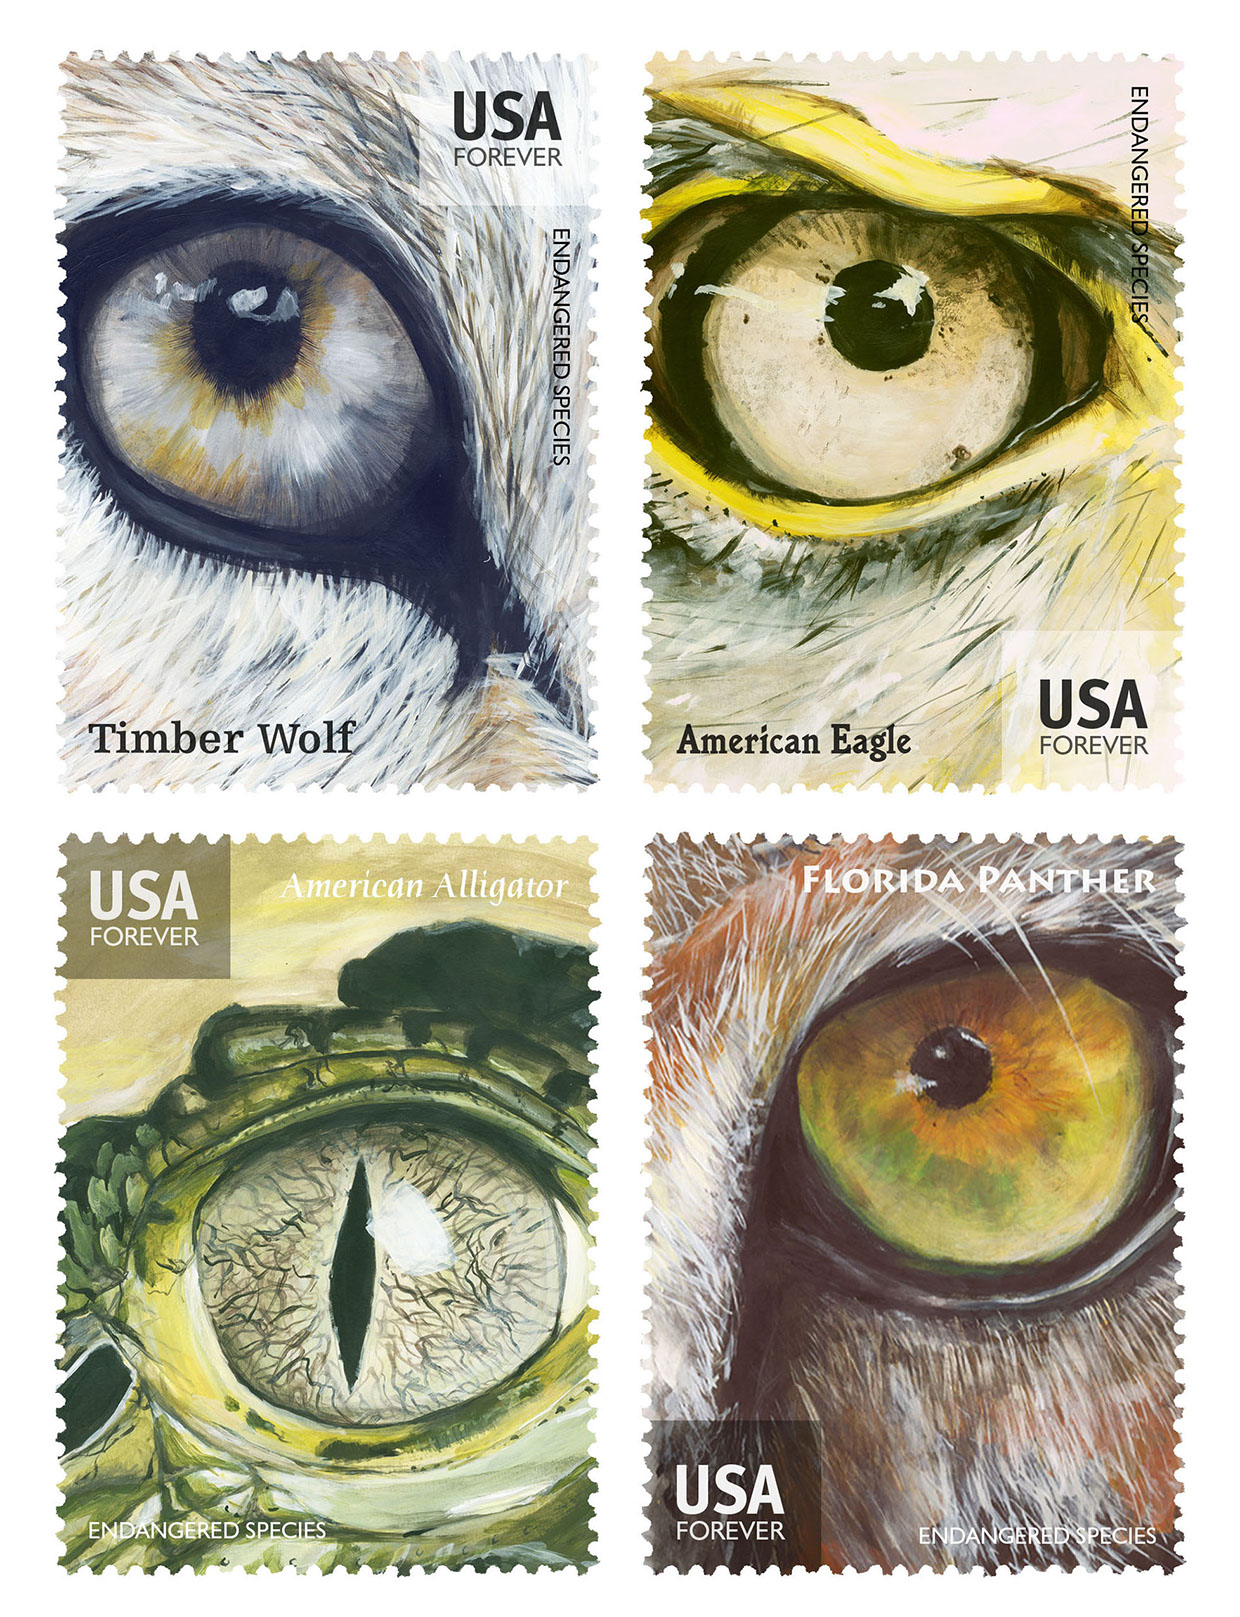 USA
FOREVER
ENDANGERED SPECIES
Timber Wolf
ENDANGERED SPECIES
American Eagle
USA
FOREVER
USA
FOREVER
American Alligator
ENDANGERED SPECIES
FLORIDA PANTHER
USA
FOREVER
ENDANGERED SPECIES